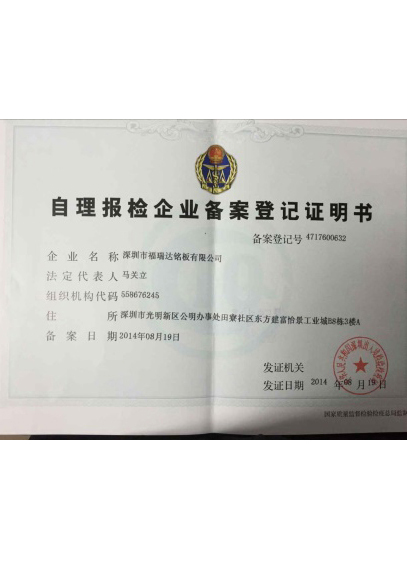 自理报检企业备案登记证明书
备案登记号 4717600632
企业名称 深圳市福瑞达铭板有限公司
法定代表人 马关立
组织机构代码 558676245
住所 深圳市光明新区公明办事处田寮社区东方建富怡景工业城B8栋3楼A
备案日期 2014年08月19日
发证机关
发证日期 2014 年08 月19日